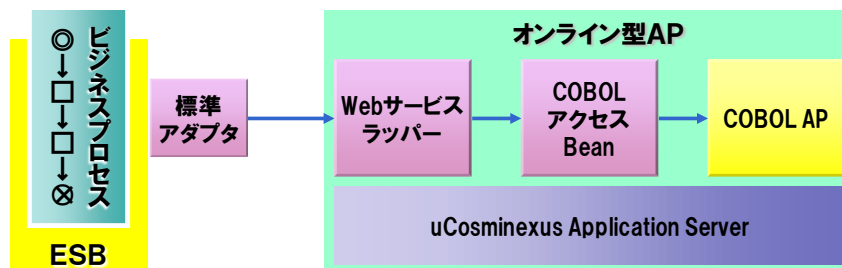 ビジネスプロセス
ESB
標準
アダプタ
オンライン型AP
Webサービス
ラッパー
COBOL
アクセス
Bean
COBOL AP
uCosminexus Application Server